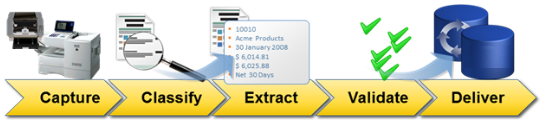 10010
Acme Products
30 January 2008
$ 6,014.81
$ 6,025.88
Net 30 Days
Capture
Classify
Extract
Validate
Deliver